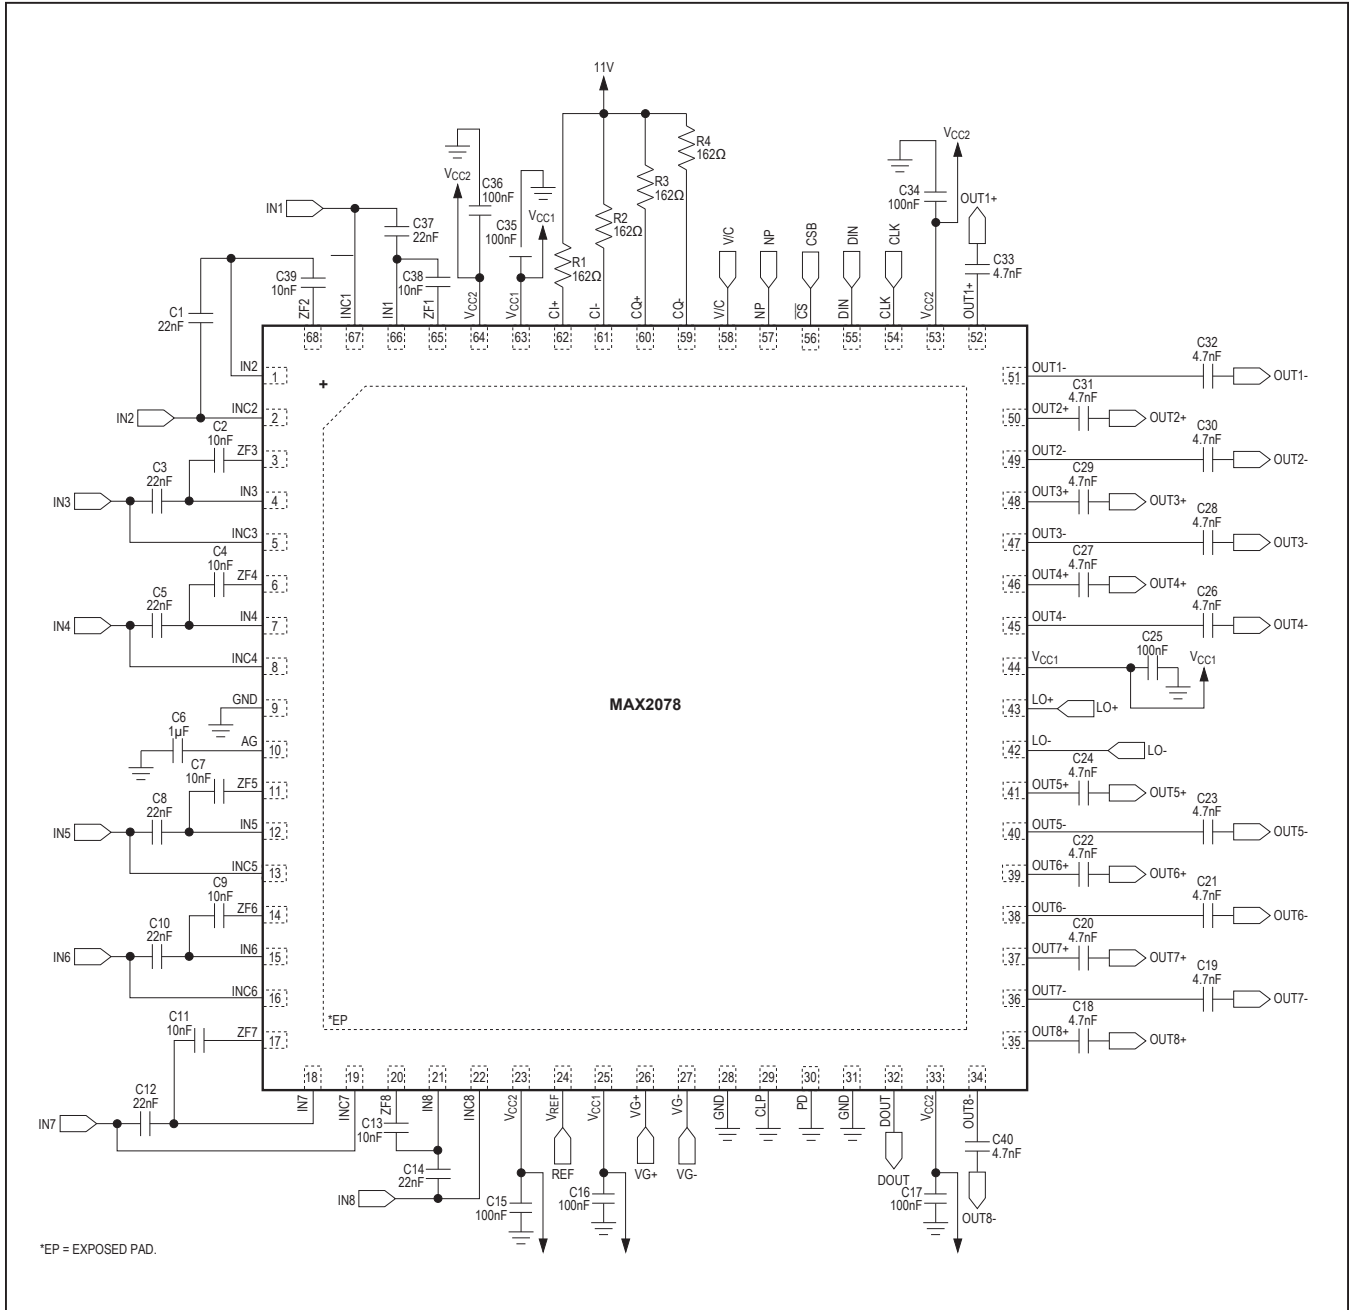 11V
R4
162Ω
R3
162Ω
R2
162Ω
R1
162Ω
VCC2
C36
100nF
C35
100nF
VCC1
IN1
C37
22nF
C39
10nF
C38
10nF
C1
22nF
V/C
NP
CSB
DIN
CLK
C34
100nF
VCC2
OUT1+
C33
4.7nF
ZF2
INC1
IN1
ZF1
VCC2
VCC1
CI+
CI-
CQ+
CQ-
V/C
NP
CS
DIN
CLK
VCC2
OUT1+
68
67
66
65
64
63
62
61
60
59
58
57
56
55
54
53
52
IN2
1
IN2
INC2
2
C2
10nF
ZF3
3
C3
22nF
IN3
IN3
4
INC3
5
C4
10nF
ZF4
6
C5
22nF
IN4
IN4
7
INC4
8
GND
9
C6
1µF
AG
10
C7
10nF
ZF5
11
C8
22nF
IN5
IN5
12
INC5
13
C9
10nF
ZF6
14
C10
22nF
IN6
IN6
15
INC6
16
C11
10nF
ZF7
17
C12
22nF
IN7
+
MAX2078
*EP
51
OUT1-
C32
4.7nF
OUT1-
50
OUT2+
C31
4.7nF
OUT2+
49
OUT2-
C30
4.7nF
OUT2-
48
OUT3+
C29
4.7nF
OUT3+
47
OUT3-
C28
4.7nF
OUT3-
46
OUT4+
C27
4.7nF
OUT4+
45
OUT4-
C26
4.7nF
OUT4-
44
VCC1
C25
100nF
VCC1
43
LO+
LO+
42
LO-
LO-
41
OUT5+
C24
4.7nF
OUT5+
40
OUT5-
C23
4.7nF
OUT5-
39
OUT6+
C22
4.7nF
OUT6+
38
OUT6-
C21
4.7nF
OUT6-
37
OUT7+
C20
4.7nF
OUT7+
36
OUT7-
C19
4.7nF
OUT7-
35
OUT8+
C18
4.7nF
OUT8+
18
19
20
21
22
23
24
25
26
27
28
29
30
31
32
33
34
IN7
INC7
ZF8
IN8
INC8
VCC2
VREF
VCC1
VG+
VG-
GND
CLP
PD
GND
DOUT
VCC2
OUT8-
C13
10nF
C14
22nF
IN8
C15
100nF
REF
C16
100nF
VG+
VG-
DOUT
C17
100nF
C40
4.7nF
OUT8-
*EP = EXPOSED PAD.